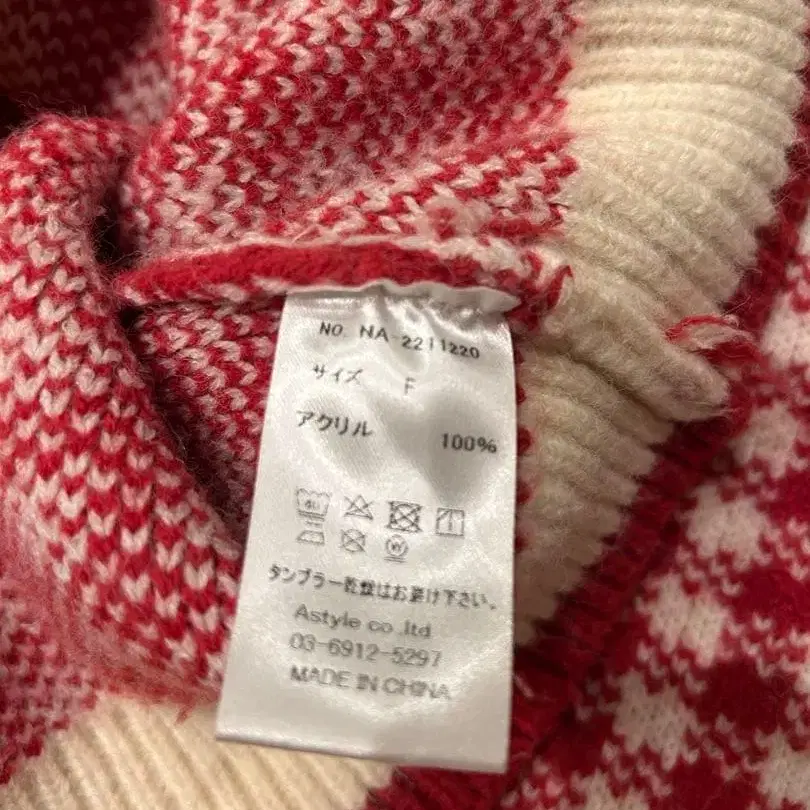 NO. NA-2211220
サイズ F
アクリル 100%
タンブラー乾燥はお避け下さい。
Astyle co.,ltd
03-6912-5297
MADE IN CHINA